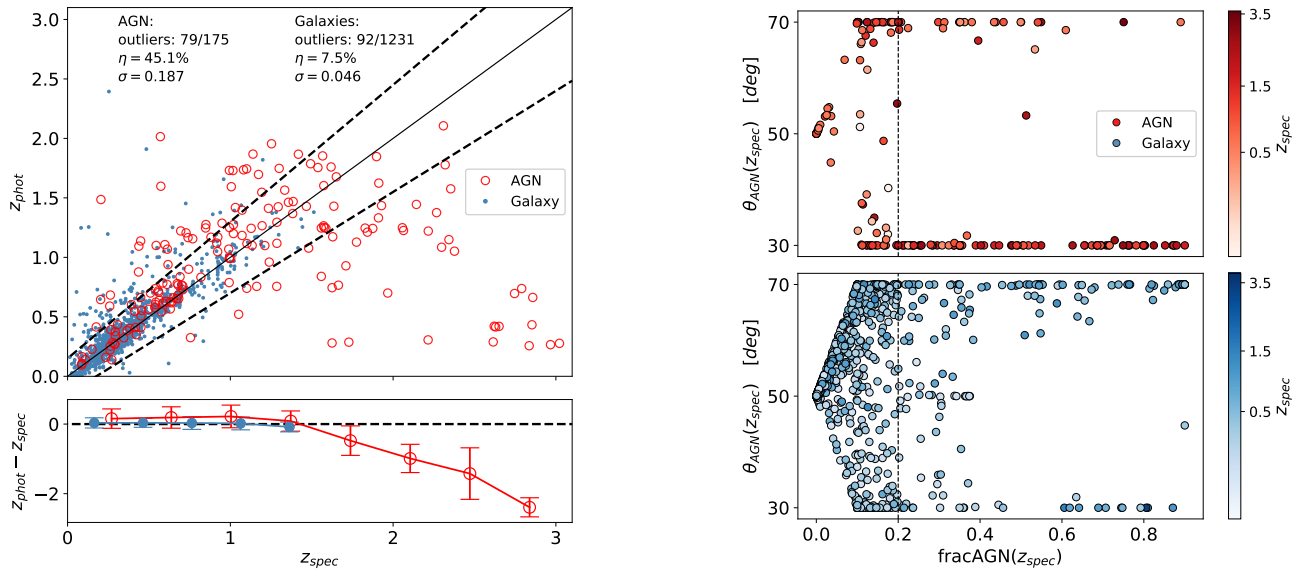 AGN:
outliers: 79/175
η = 45.1%
σ = 0.187
Galaxies:
outliers: 92/1231
η = 7.5%
σ = 0.046
3.0
2.5
2.0
1.5
1.0
0.5
0.0
z_phot
AGN
Galaxy
0
−2
z_phot − z_spec
0
1
2
3
z_spec
70
50
30
θ_AGN(z_spec) [deg]
AGN
Galaxy
3.5
1.5
0.5
z_spec
70
50
30
θ_AGN(z_spec) [deg]
3.5
1.5
0.5
z_spec
0.0
0.2
0.4
0.6
0.8
fracAGN(z_spec)